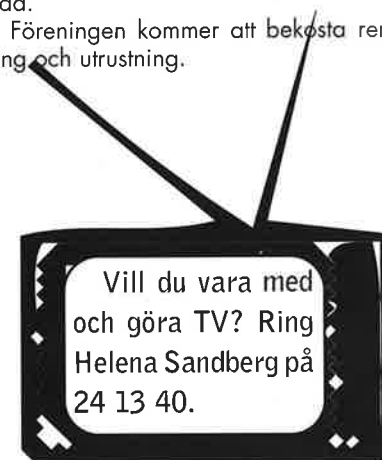 Föreningen kommer att bekosta
och utrustning.
Vill du vara med
och göra TV? Ring
Helena Sandberg på
24 13 40.